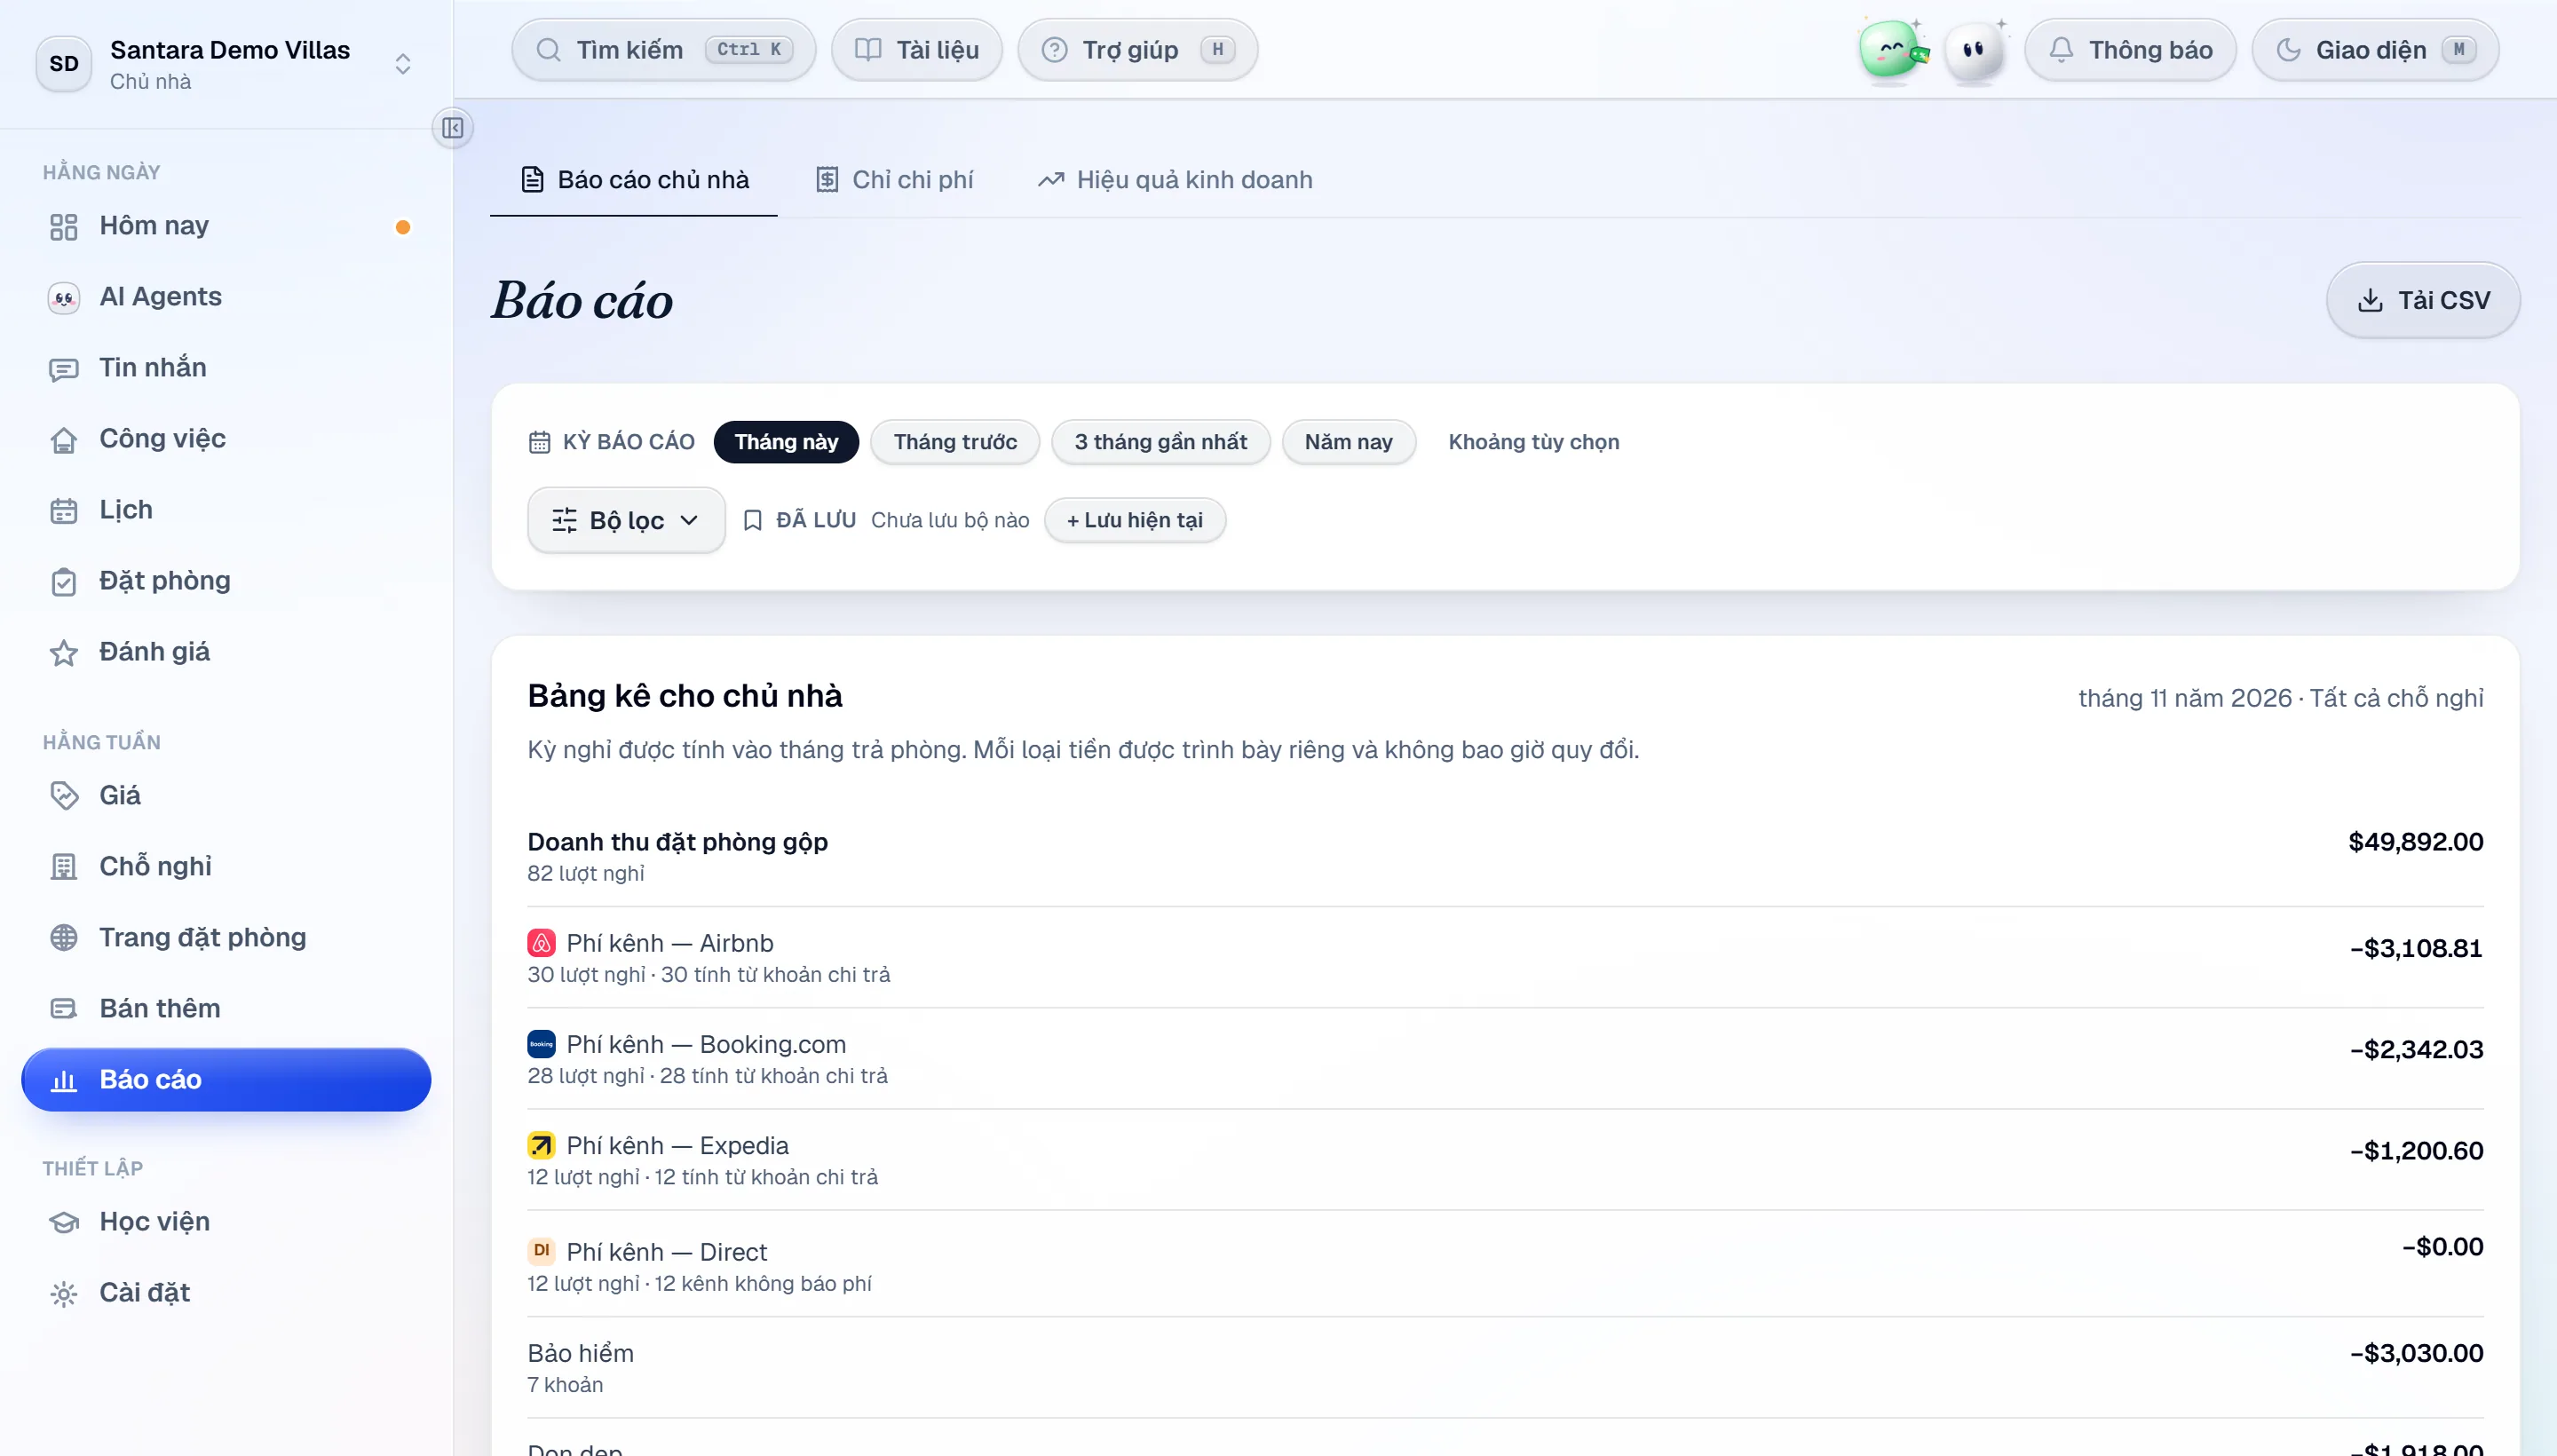 SD
Santara Demo Villas
Chủ nhà
Tìm kiếm Ctrl K
Tài liệu
Trợ giúp H
Thông báo
Giao diện M
HẰNG NGÀY
Hôm nay
AI Agents
Tin nhắn
Công việc
Lịch
Đặt phòng
Đánh giá
HẰNG TUẦN
Giá
Chỗ nghỉ
Trang đặt phòng
Bán thêm
Báo cáo
THIẾT LẬP
Học viện
Cài đặt
Báo cáo chủ nhà
Chỉ chi phí
Hiệu quả kinh doanh
Báo cáo
Tải CSV
KỲ BÁO CÁO Tháng này Tháng trước 3 tháng gần nhất Năm nay Khoảng tùy chọn
Bộ lọc ĐÃ LƯU Chưa lưu bộ nào + Lưu hiện tại
Bảng kê cho chủ nhà
tháng 11 năm 2026 · Tất cả chỗ nghỉ
Kỳ nghỉ được tính vào tháng trả phòng. Mỗi loại tiền được trình bày riêng và không bao giờ quy đổi.
Doanh thu đặt phòng gộp $49,892.00
82 lượt nghỉ
Phí kênh — Airbnb −$3,108.81
30 lượt nghỉ · 30 tính từ khoản chi trả
Booking Phí kênh — Booking.com −$2,342.03
28 lượt nghỉ · 28 tính từ khoản chi trả
Phí kênh — Expedia −$1,200.60
12 lượt nghỉ · 12 tính từ khoản chi trả
DI Phí kênh — Direct −$0.00
12 lượt nghỉ · 12 kênh không báo phí
Bảo hiểm −$3,030.00
7 khoản
Dọn dẹp −$1,918.00